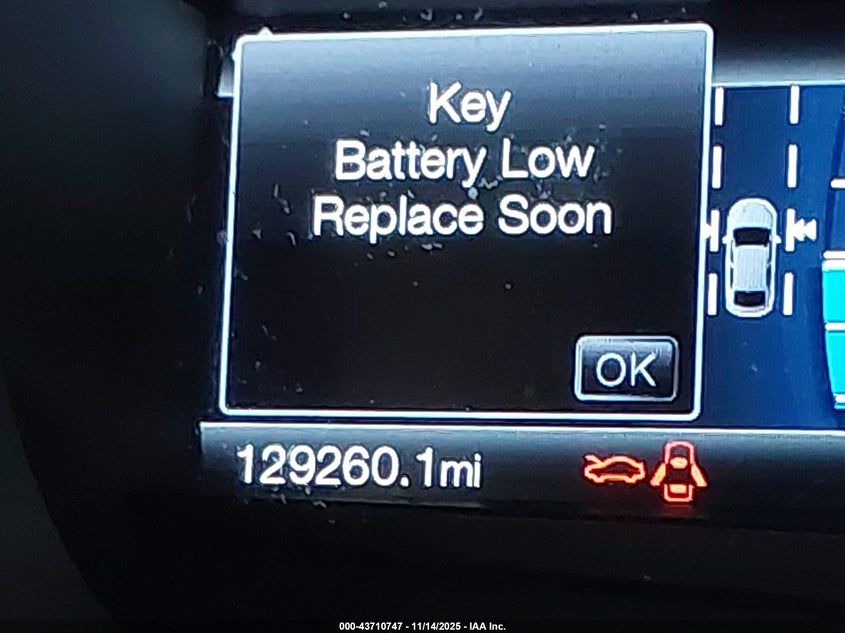 Key
Battery Low
Replace Soon
OK
129260.1mi
000-43710747 - 11/14/2025 - IAA Inc.